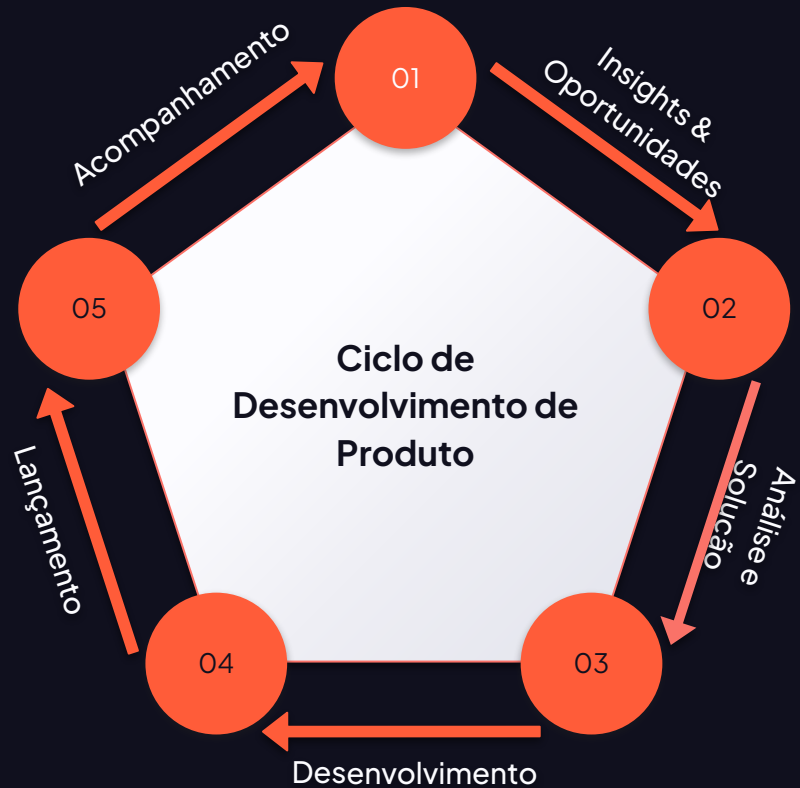 01
Insights &
Oportunidades
02
Análise e
Solução
03
Desenvolvimento
04
Lançamento
05
Acompanhamento
Ciclo de
Desenvolvimento de
Produto